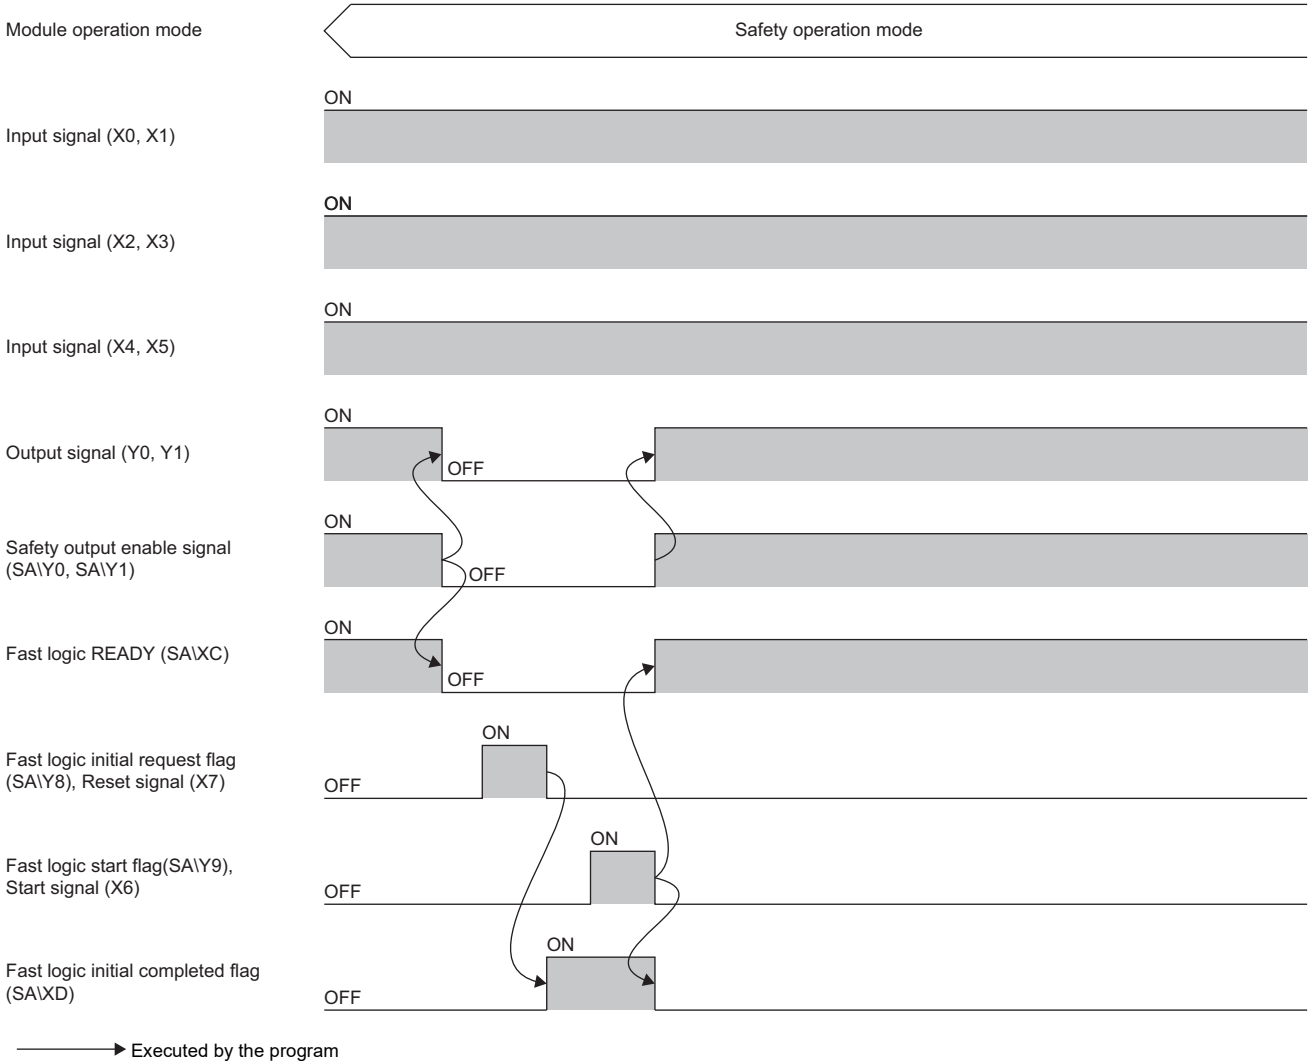 Module operation mode
Safety operation mode
ON
Input signal (X0, X1)
ON
Input signal (X2, X3)
ON
Input signal (X4, X5)
ON
Output signal (Y0, Y1)
OFF
ON
Safety output enable signal
(SA\Y0, SA\Y1)
OFF
ON
Fast logic READY (SA\XC)
OFF
ON
Fast logic initial request flag
(SA\Y8), Reset signal (X7)
OFF
ON
Fast logic start flag(SA\Y9),
Start signal (X6)
OFF
ON
Fast logic initial completed flag
(SA\XD)
OFF
Executed by the program